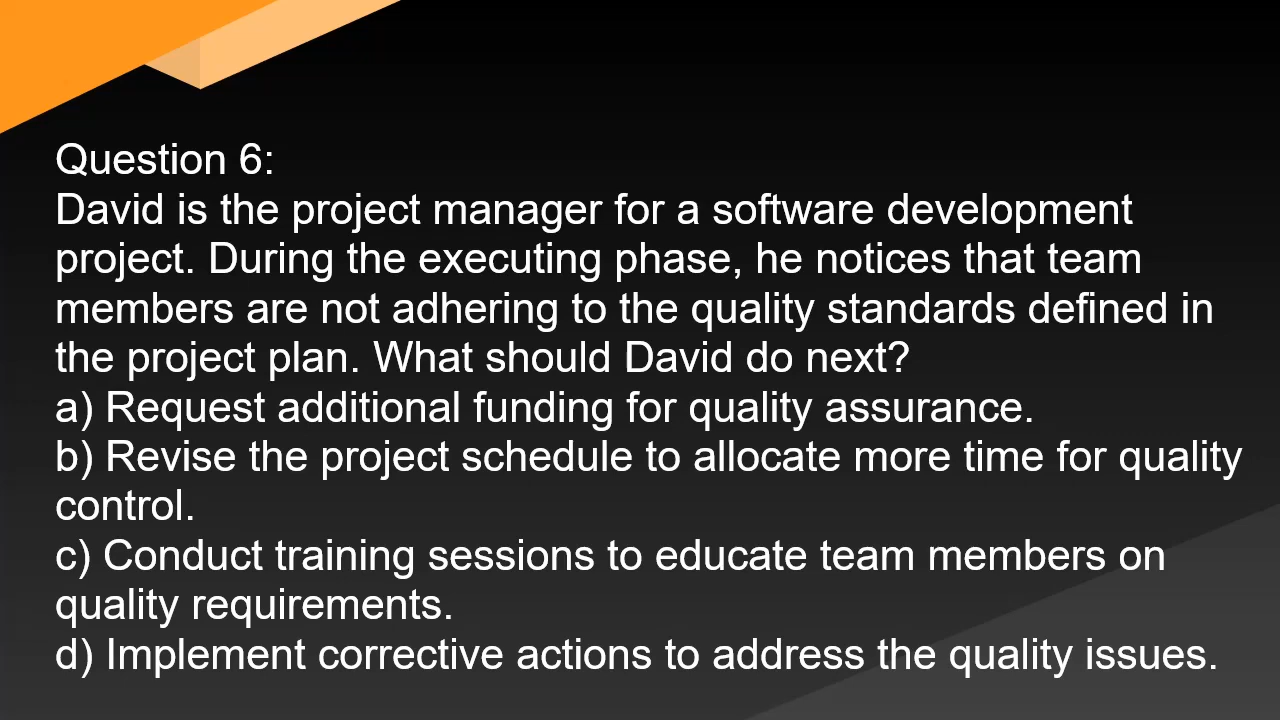 Question 6:
David is the project manager for a software development
project. During the executing phase, he notices that team
members are not adhering to the quality standards defined in
the project plan. What should David do next?
a) Request additional funding for quality assurance.
b) Revise the project schedule to allocate more time for quality
control.
c) Conduct training sessions to educate team members on
quality requirements.
d) Implement corrective actions to address the quality issues.